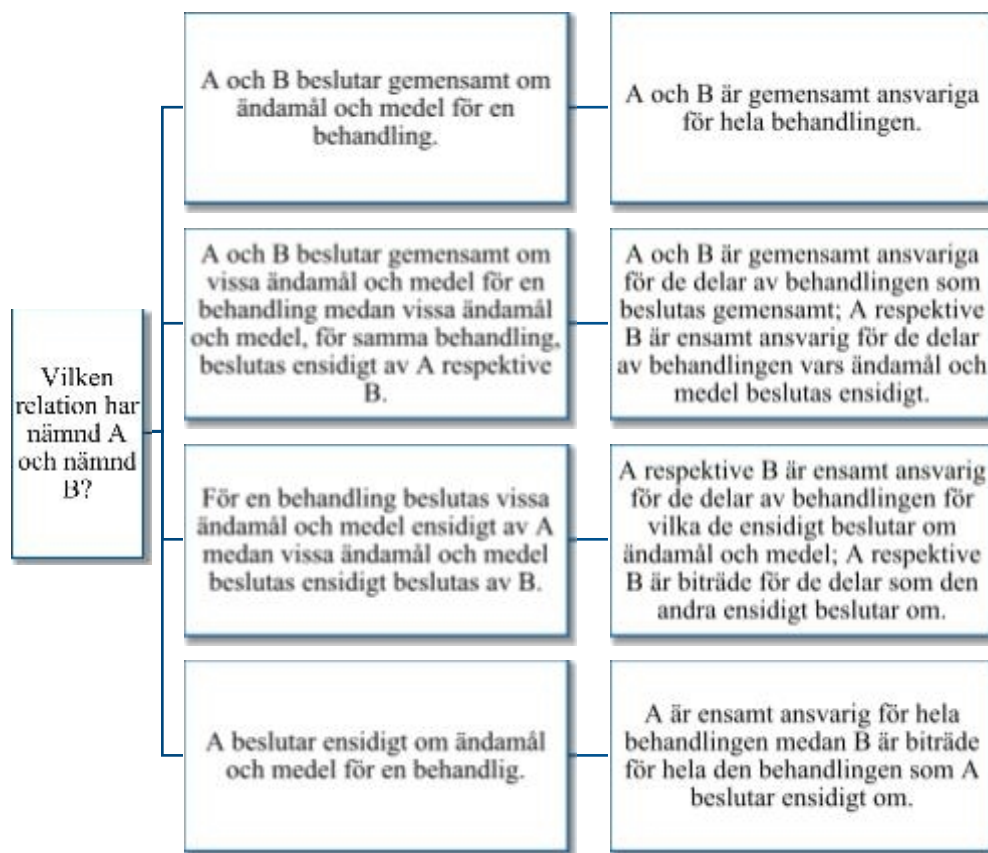 Vilken
relation har
nämnd A
och nämnd
B?
A och B beslutar gemensamt om
ändamål och medel för en
behandling.
A och B är gemensamt ansvariga
för hela behandlingen.
A och B beslutar gemensamt om
vissa ändamål och medel för en
behandling medan vissa ändamål
och medel, för samma behandling,
beslutas ensidigt av A respektive
B.
A och B är gemensamt ansvariga
för de delar av behandlingen som
beslutas gemensamt; A respektive
B är ensamt ansvarig för de delar
av behandlingen vars ändamål och
medel beslutas ensidigt.
För en behandling beslutas vissa
ändamål och medel ensidigt av A
medan vissa ändamål och medel
beslutas ensidigt beslutas av B.
A respektive B är ensamt ansvarig
för de delar av behandlingen för
vilka de ensidigt beslutar om
ändamål och medel; A respektive
B är biträde för de delar som den
andra ensidigt beslutar om.
A beslutar ensidigt om ändamål
och medel för en behandlig.
A är ensamt ansvarig för hela
behandlingen medan B är biträde
för hela den behandlingen som A
beslutar ensidigt om.